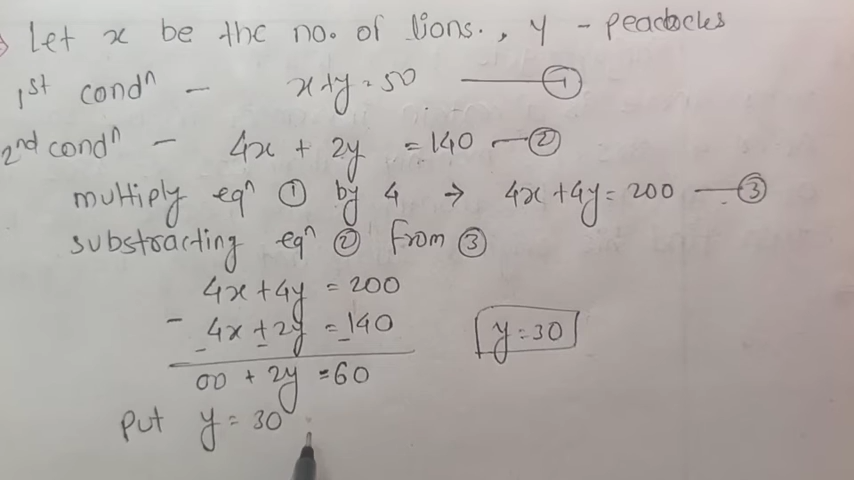 Let x be the no. of lions., y - peacocks
1st condn - x+y=50 —— ①
2nd condn - 4x + 2y = 140 — ②
multiply eqn ① by 4 → 4x+4y=200 — ③
substracting eqn ② from ③
4x+4y=200
- 4x+2y=140 y=30
00 + 2y=60
put y=30